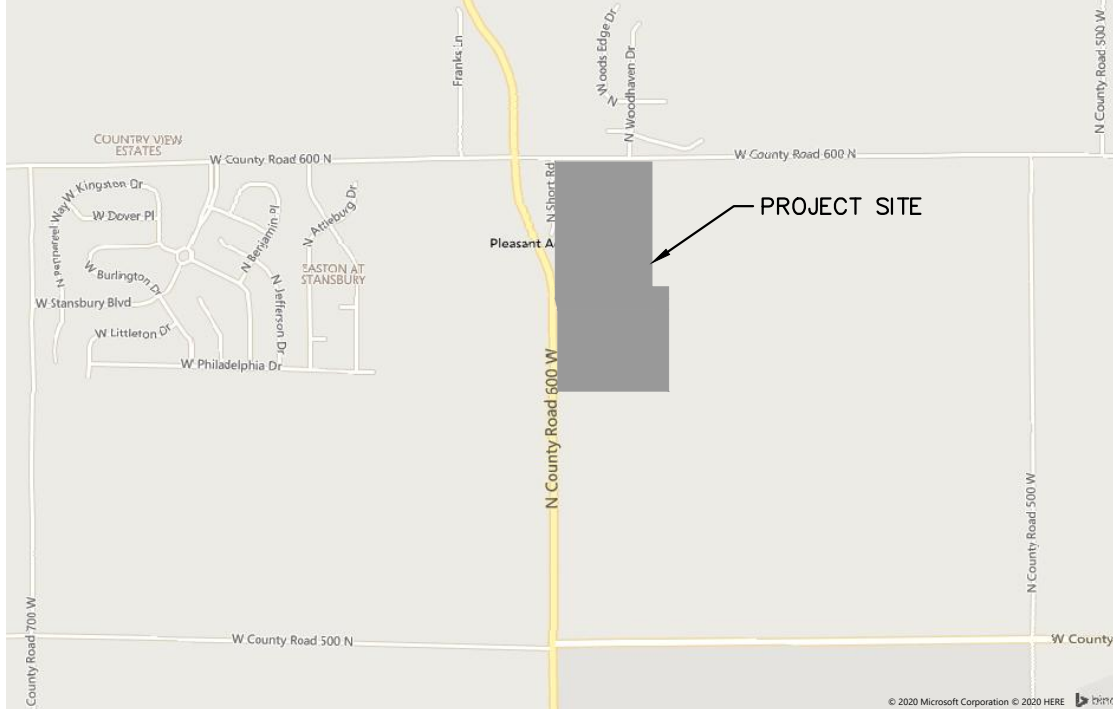 Franks Ln
N Woods Edge Dr
N Woodhaven Dr
N County Road 500 W
COUNTRY VIEW
ESTATES
W County Road 600 N
W County Road 600 N
N Short Rd
PROJECT SITE
W Kingston Dr
W Dover Pl
N Attleburg Dr
Pleasant A
W Burlington Dr
EASTON AT
STANSBURY
W Stansbury Blvd
N Jefferson Dr
W Littleton Dr
W Philadelphia Dr
N County Road 600 W
N County Road 500 W
County Road 700 W
W County Road 500 N
W County
© 2020 Microsoft Corporation © 2020 HERE
bing